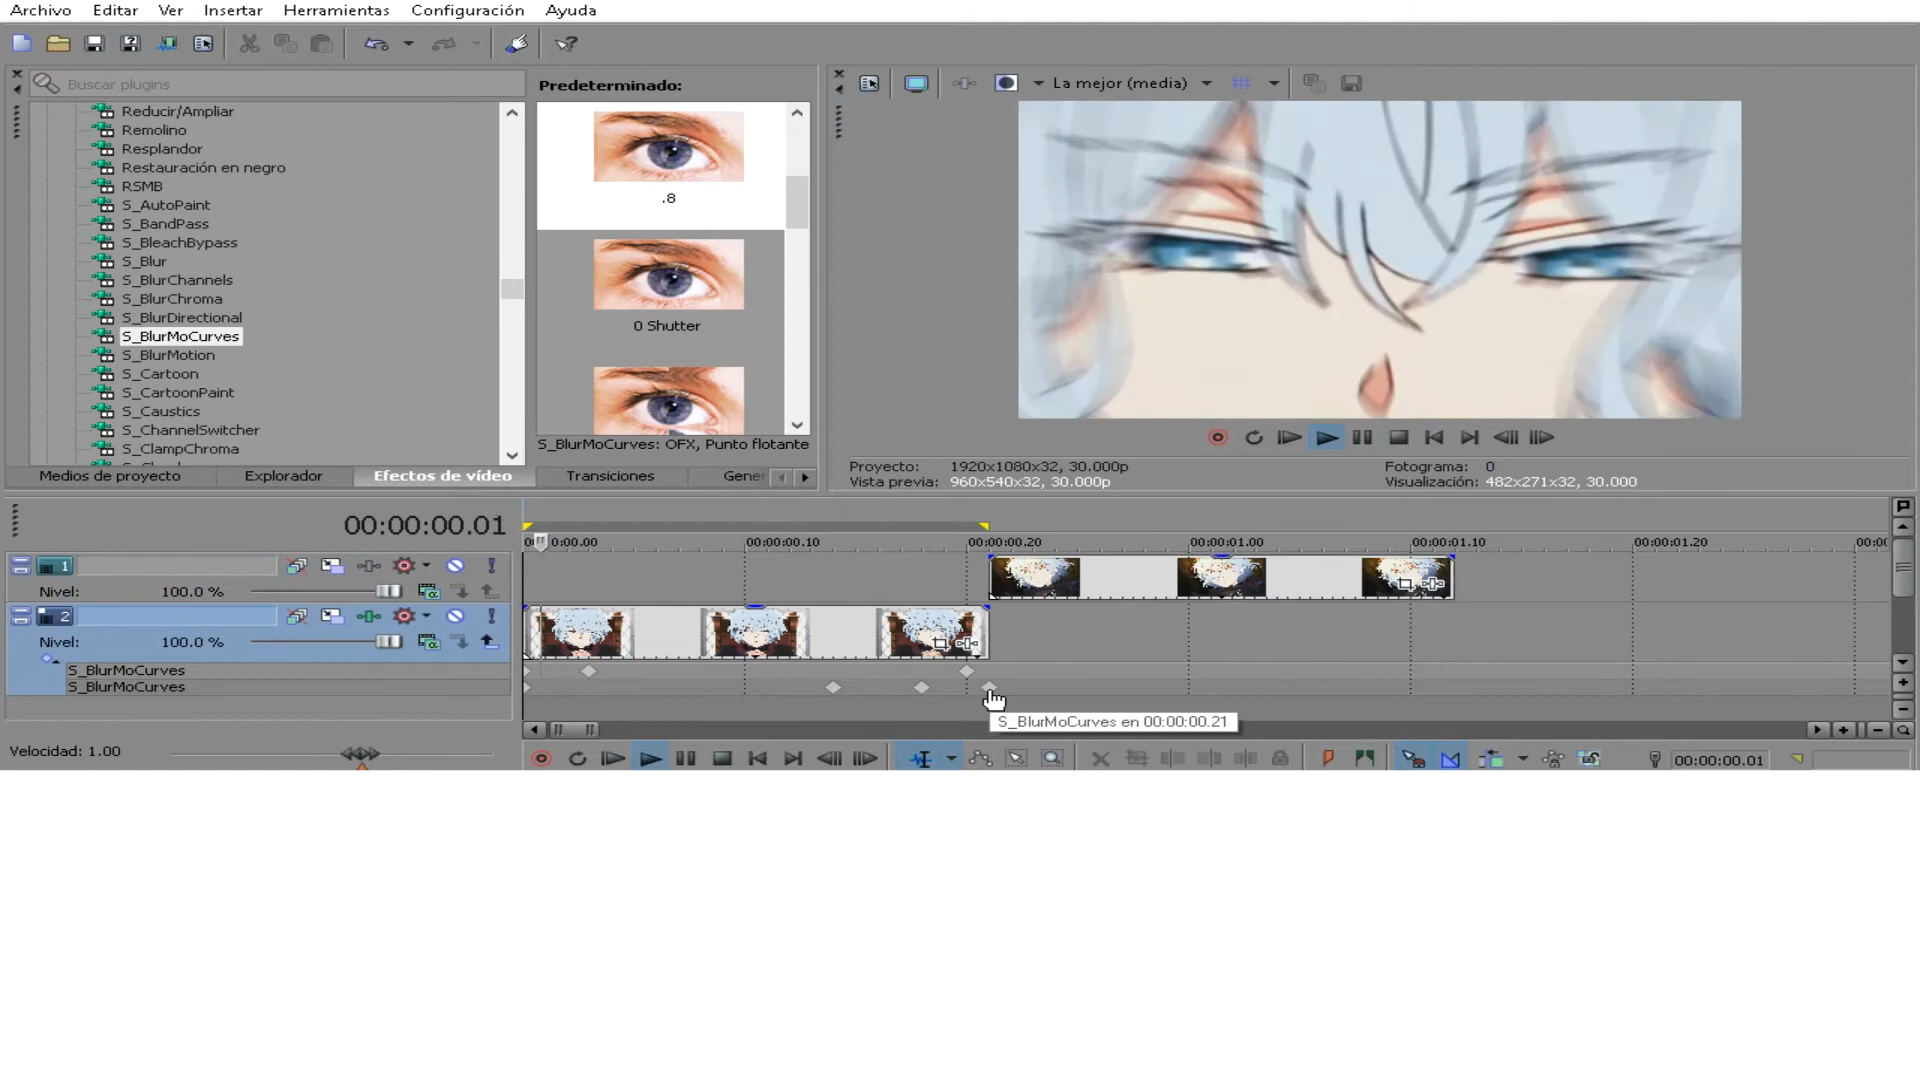 Archivo Editar Ver Insertar Herramientas Configuración Ayuda
Buscar plugins
Reducir/Ampliar
Remolino
Resplandor
Restauración en negro
RSMB
S_AutoPaint
S_BandPass
S_BleachBypass
S_Blur
S_BlurChannels
S_BlurChroma
S_BlurDirectional
S_BlurMoCurves
S_BlurMotion
S_Cartoon
S_CartoonPaint
S_Caustics
S_ChannelSwitcher
S_ClampChroma
Predeterminado:
.8
0 Shutter
S_BlurMoCurves: OFX, Punto flotante
Medios de proyecto Explorador Efectos de vídeo Transiciones Gener
La mejor (media)
Proyecto: 1920x1080x32, 30.000p
Vista previa: 960x540x32, 30.000p
Fotograma: 0
Visualización: 482x271x32, 30.000
00:00:00.01
0:00.00 00:00:00.10 00:00:00.20 00:00:01.00 00:00:01.10 00:00:01.20 00:00
1
Nivel: 100.0 %
2
Nivel: 100.0 %
S_BlurMoCurves
S_BlurMoCurves
S_BlurMoCurves en 00:00:00.21
Velocidad: 1.00
00:00:00.01